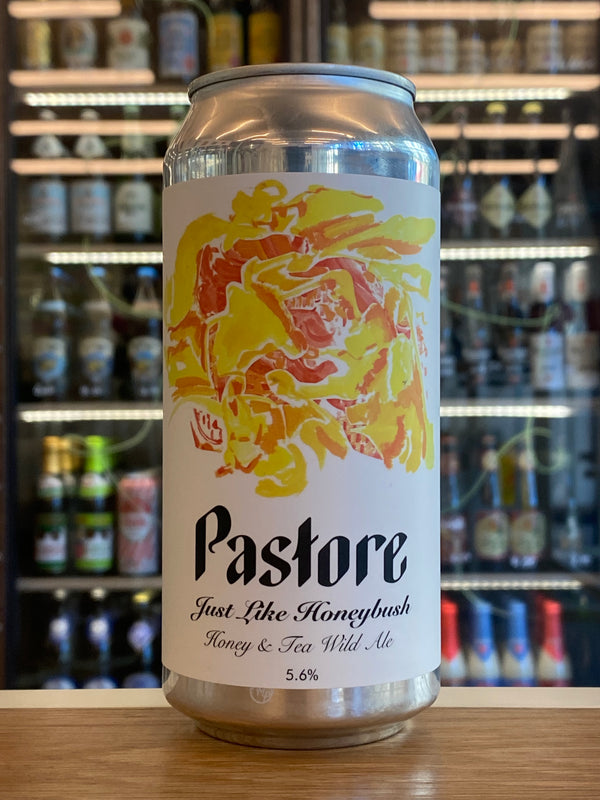 Pastore
Just Like Honeybush
Honey & Tea Wild Ale
5.6%